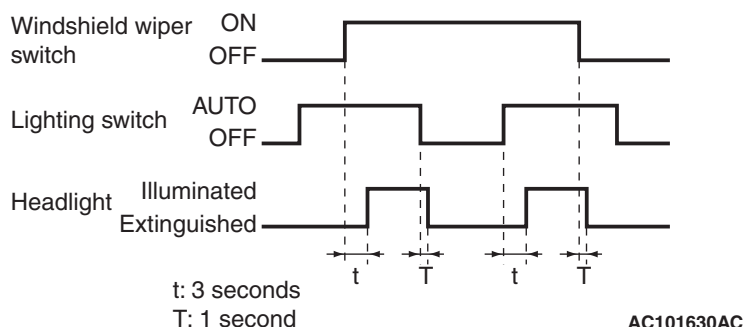 Windshield wiper switch ON
OFF
Lighting switch AUTO
OFF
Headlight Illuminated
Extinguished
t T t T
t: 3 seconds
T: 1 second
AC101630AC